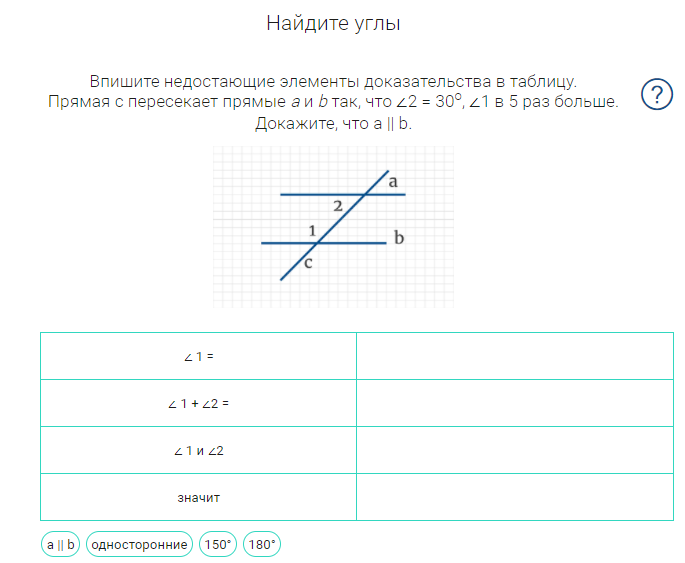 Найдите углы
Впишите недостающие элементы доказательства в таблицу.
Прямая с пересекает прямые a и b так, что ∠2 = 30⁰, ∠1 в 5 раз больше.
Докажите, что a || b.
?
a
2
1
b
c
∠ 1 =
∠ 1 + ∠2 =
∠ 1 и ∠2
значит
a || b односторонние 150° 180°